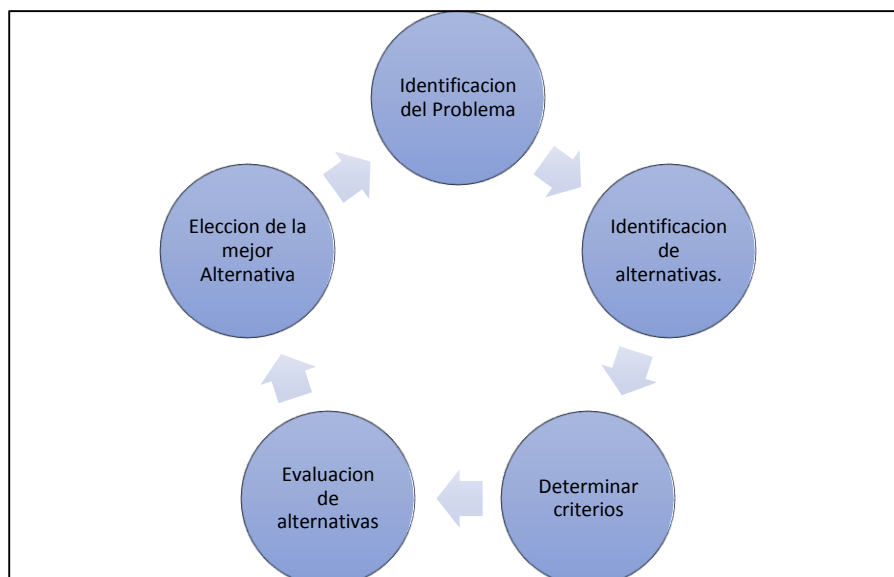 Identificacion
del Problema
Identificacion
de
alternativas.
Determinar
criterios
Evaluacion
de
alternativas
Eleccion de la
mejor
Alternativa